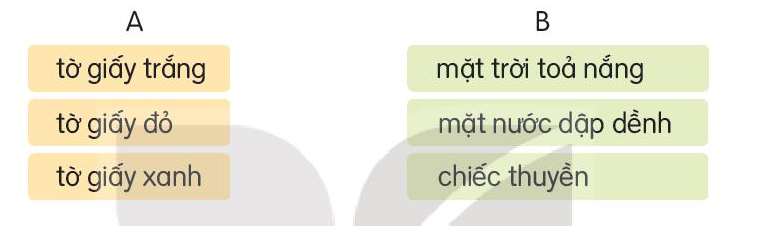 A B
tờ giấy trắng mặt trời toả nắng
tờ giấy đỏ mặt nước dập dềnh
tờ giấy xanh chiếc thuyền